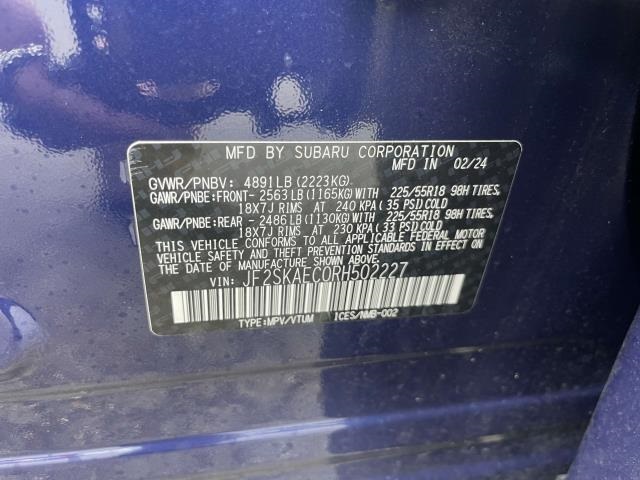 MFD BY SUBARU CORPORATION
MFD IN 02/24
GVWR/PNBV: 4891LB(2223KG)
GAWR/PNBE:FRONT- 2563LB(1165KG)WITH 225/55R18 98H TIRES,
18X7J RIMS AT 240 KPA(35 PSI)COLD
GAWR/PNBE:REAR -2486LB(1130KG)WITH 225/55R18 98H TIRES,
18X7J RIMS AT 230 KPA(33 PSI)COLD
THIS VEHICLE CONFORMS TO ALL APPLICABLE FEDERAL MOTOR
VEHICLE SAFETY AND THEFT PREVENTION STANDARDS IN EFFECT
ON THE DATE OF MANUFACTURE SHOWN ABOVE.
VIN: JF2SKAEC0RH502227
TYPE:MPV/VTUM ICES/NMB-002